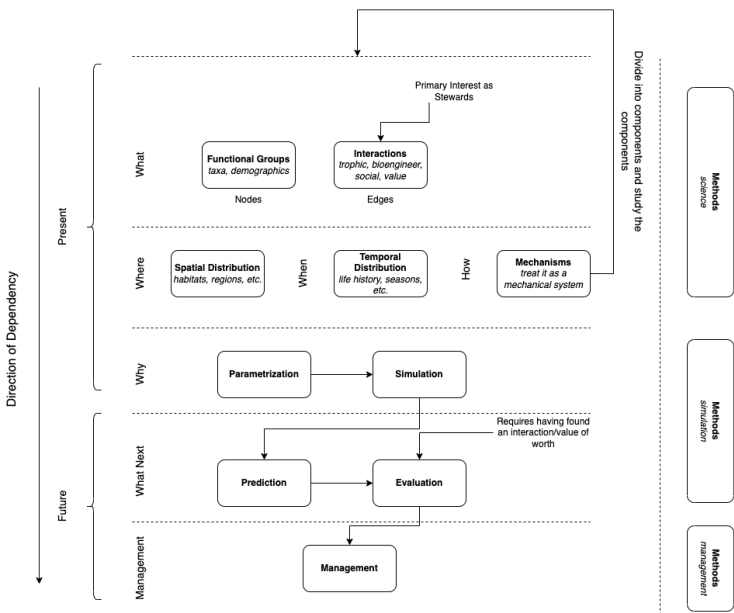 Primary Interest as
Stewards
Divide into components and study the
components
What
Functional Groups
taxa, demographics
Interactions
trophic, bioengineer,
social, value
Nodes
Edges
Methods
science
Present
Where
Spatial Distribution
habitats, regions, etc.
When
Temporal
Distribution
life history, seasons,
etc.
How
Mechanisms
treat it as a
mechanical system
Direction of Dependency
Why
Parametrization
Simulation
Methods
simulation
Requires having found
an interaction/value of
worth
What Next
Prediction
Evaluation
Future
Management
Management
Methods
management